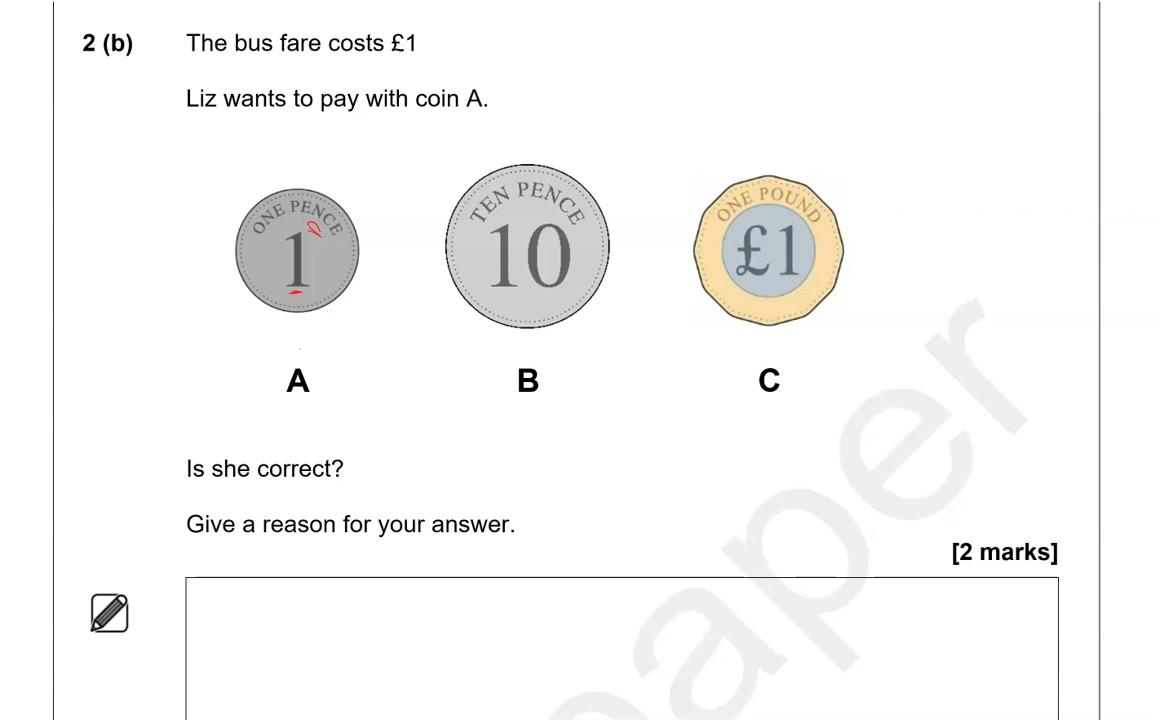 2 (b) The bus fare costs £1
Liz wants to pay with coin A.
ONE PENCE
1
TEN PENCE
10
ONE POUND
£1
A B C
Is she correct?
Give a reason for your answer.
[2 marks]
paper